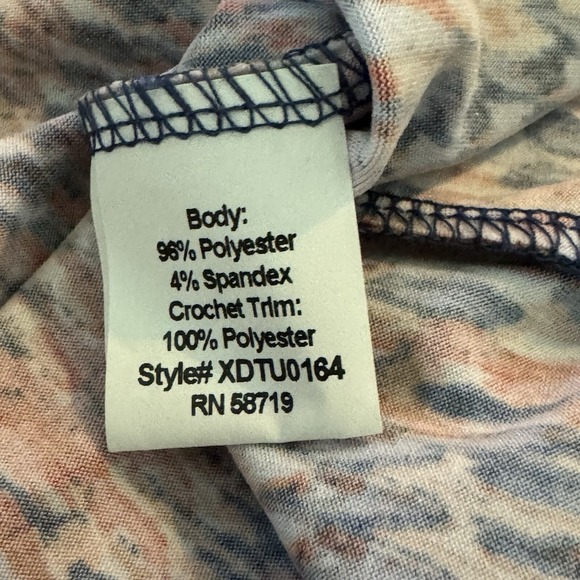 Body:
96% Polyester
4% Spandex
Crochet Trim:
100% Polyester
Style# XDTU0164
RN 58719